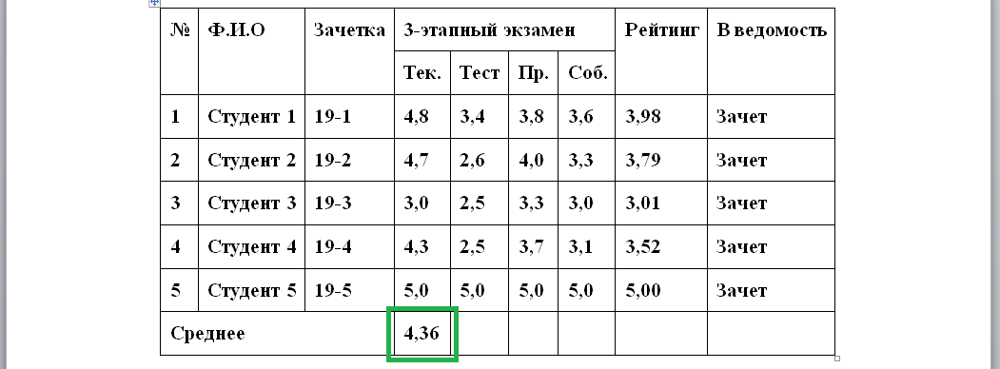 № Ф.И.О Зачетка 3-этапный экзамен Рейтинг В ведомость
Тек. Тест Пр. Соб.
1 Студент 1 19-1 4,8 3,4 3,8 3,6 3,98 Зачет
2 Студент 2 19-2 4,7 2,6 4,0 3,3 3,79 Зачет
3 Студент 3 19-3 3,0 2,5 3,3 3,0 3,01 Зачет
4 Студент 4 19-4 4,3 2,5 3,7 3,1 3,52 Зачет
5 Студент 5 19-5 5,0 5,0 5,0 5,0 5,00 Зачет
Среднее 4,36